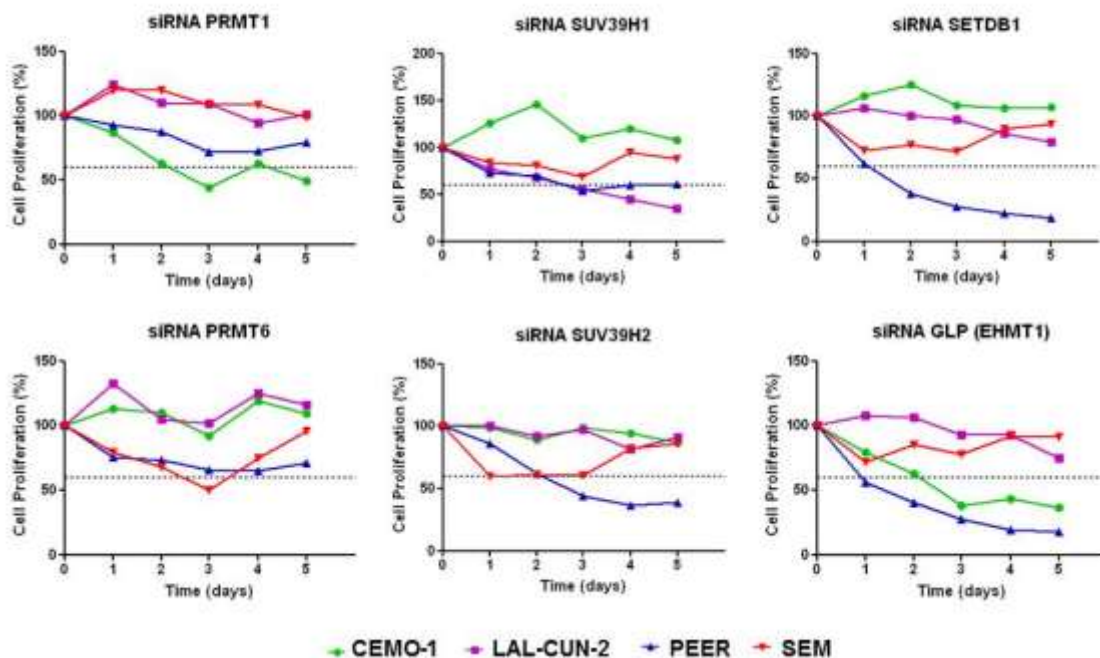 siRNA PRMT1
siRNA SUV39H1
siRNA SETDB1
Cell Proliferation (%)
150
100
50
0
0 1 2 3 4 5
Time (days)
Cell Proliferation (%)
200
150
100
50
0
0 1 2 3 4 5
Time (days)
Cell Proliferation (%)
150
100
50
0
0 1 2 3 4 5
Time (days)
siRNA PRMT6
siRNA SUV39H2
siRNA GLP (EHMT1)
Cell Proliferation (%)
150
100
50
0
0 1 2 3 4 5
Time (days)
Cell Proliferation (%)
150
100
50
0
0 1 2 3 4 5
Time (days)
Cell Proliferation (%)
150
100
50
0
0 1 2 3 4 5
Time (days)
CEMO-1 LAL-CUN-2 PEER SEM